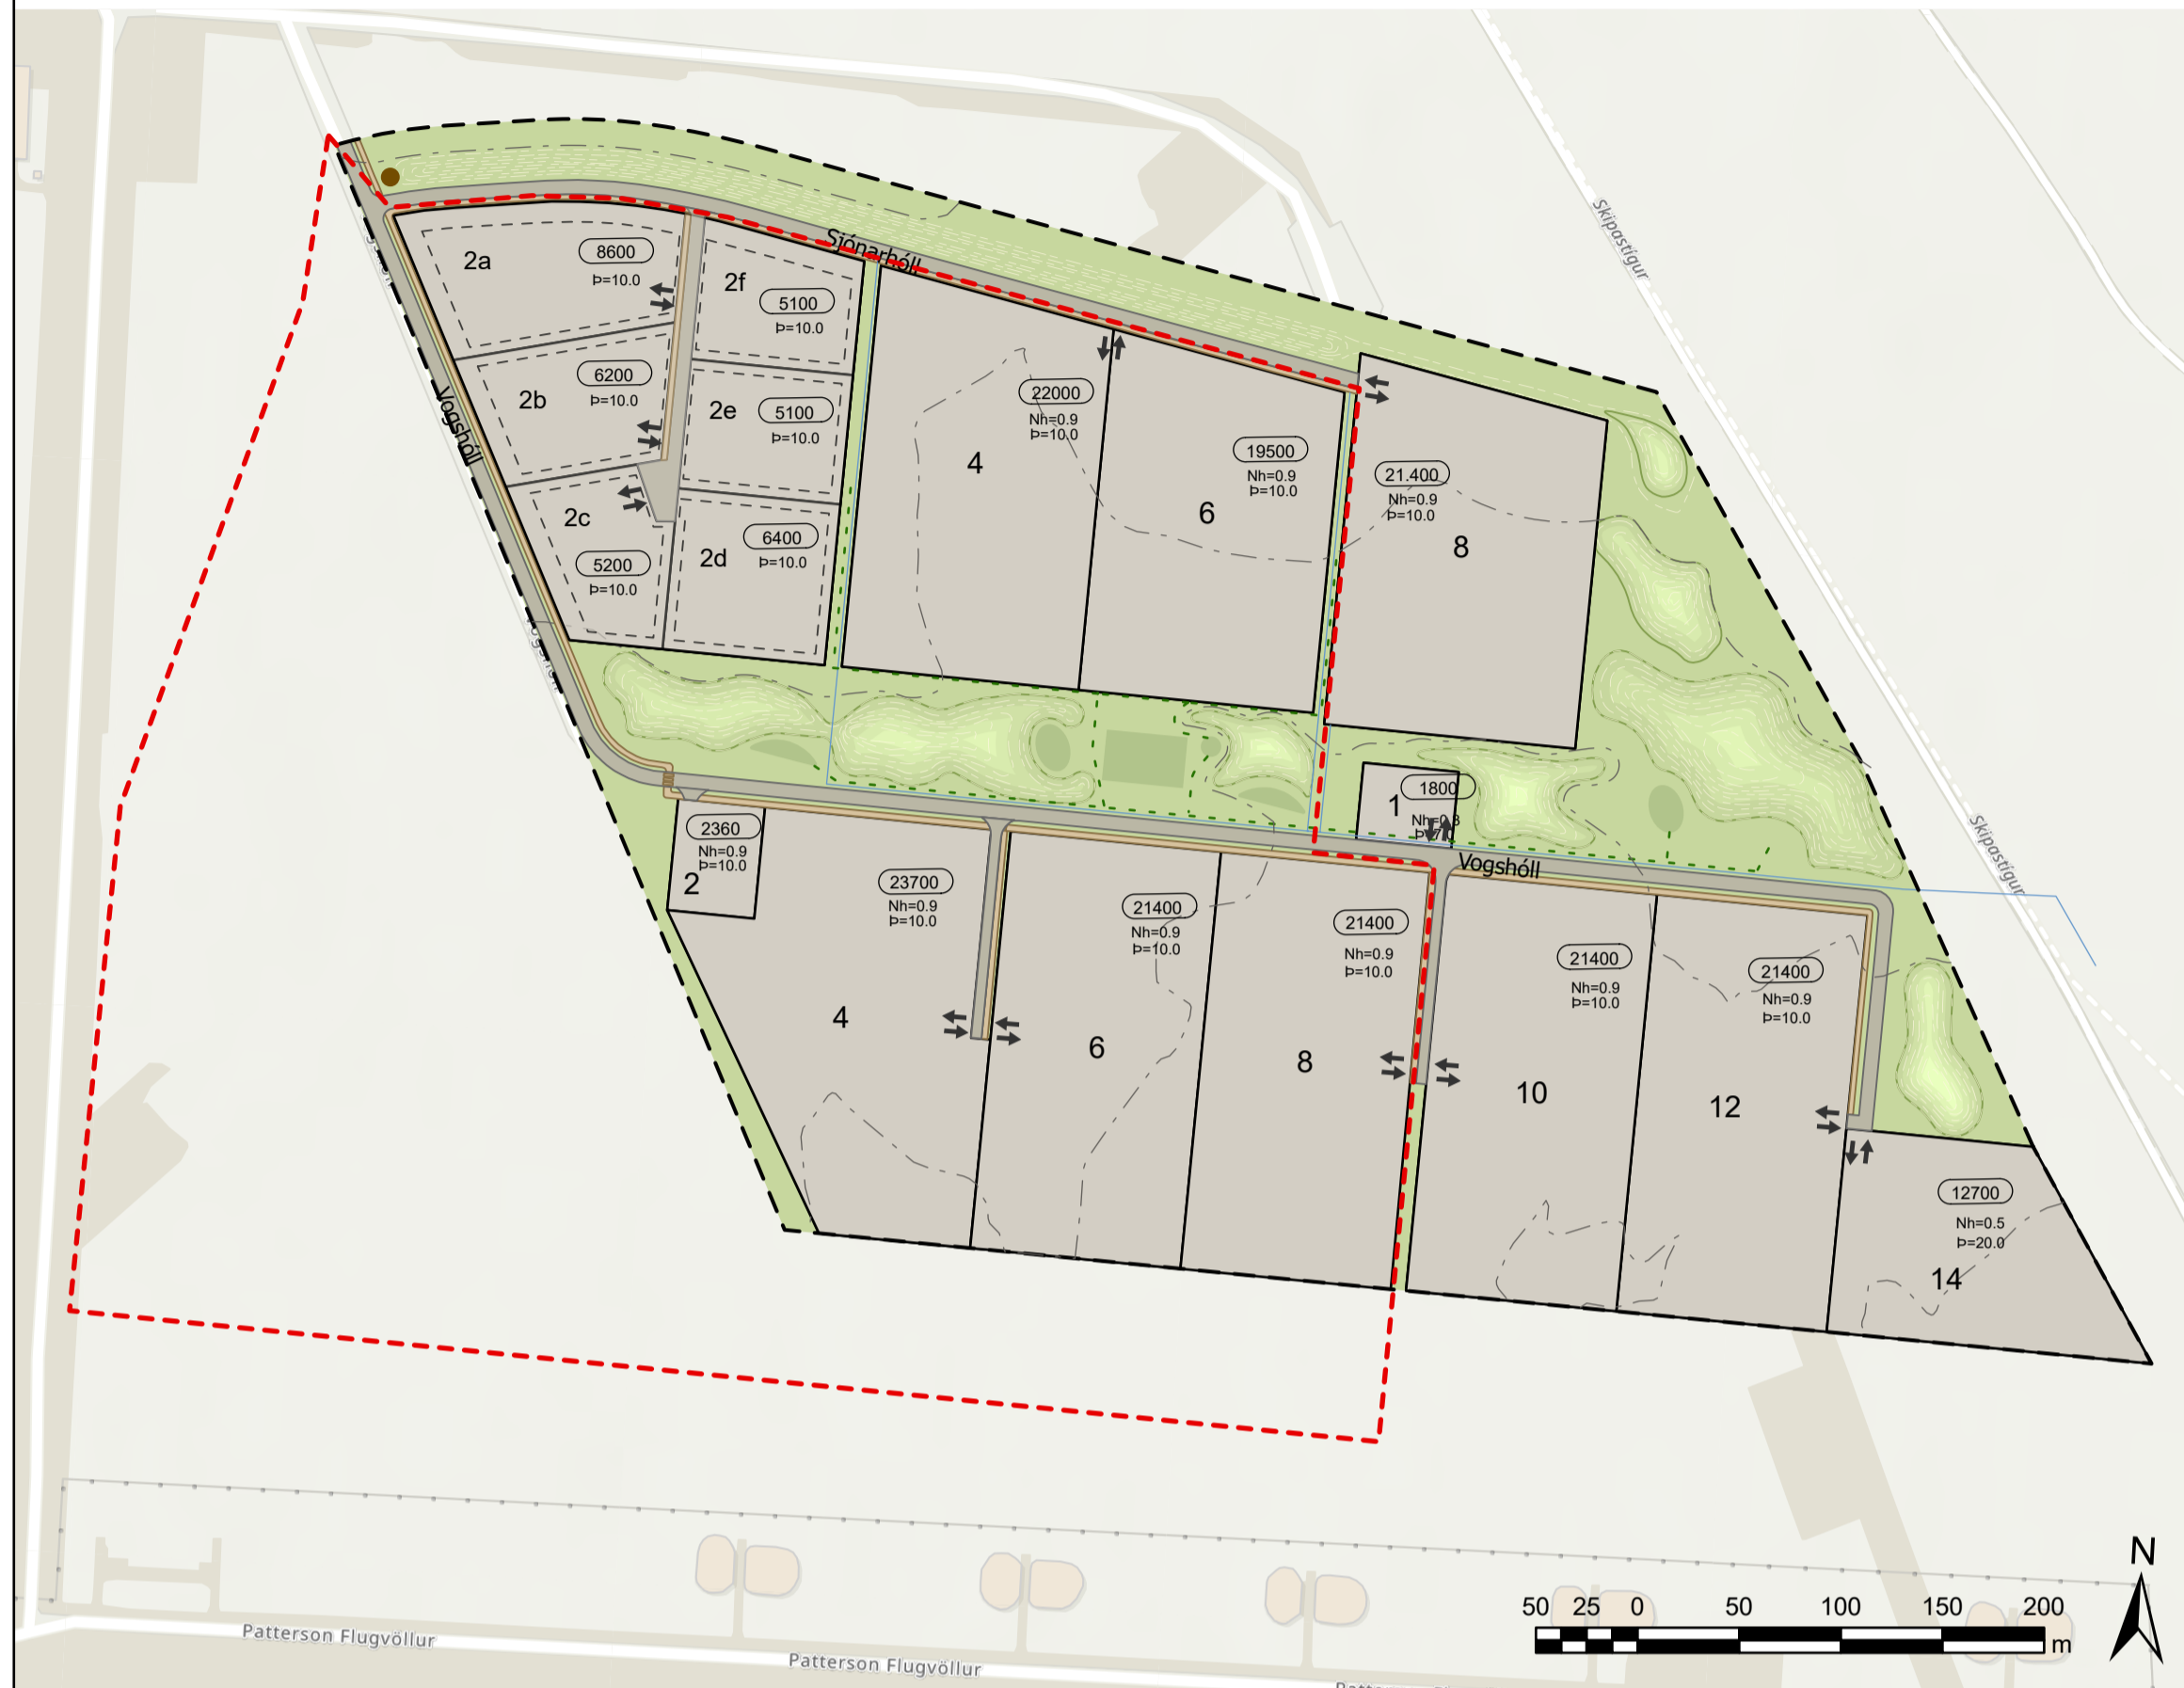 Skipastígur
Sjónarhóll
2a
8600
Þ=10.0
2f
5100
Þ=10.0
2b
6200
Þ=10.0
2e
5100
Þ=10.0
Vogshóll
2c
5200
Þ=10.0
2d
6400
Þ=10.0
4
22000
Nh=0.9
Þ=10.0
6
19500
Nh=0.9
Þ=10.0
21.400
Nh=0.9
Þ=10.0
8
1
1800
2360
Nh=0.9
Þ=10.0
2
Vogshóll
Skipastígur
23700
Nh=0.9
Þ=10.0
4
21400
Nh=0.9
Þ=10.0
6
21400
Nh=0.9
Þ=10.0
8
21400
Nh=0.9
Þ=10.0
10
21400
Nh=0.9
Þ=10.0
12
12700
Nh=0.5
Þ=20.0
14
N
50 25 0 50 100 150 200
m
Patterson Flugvöllur
Patterson Flugvöllur